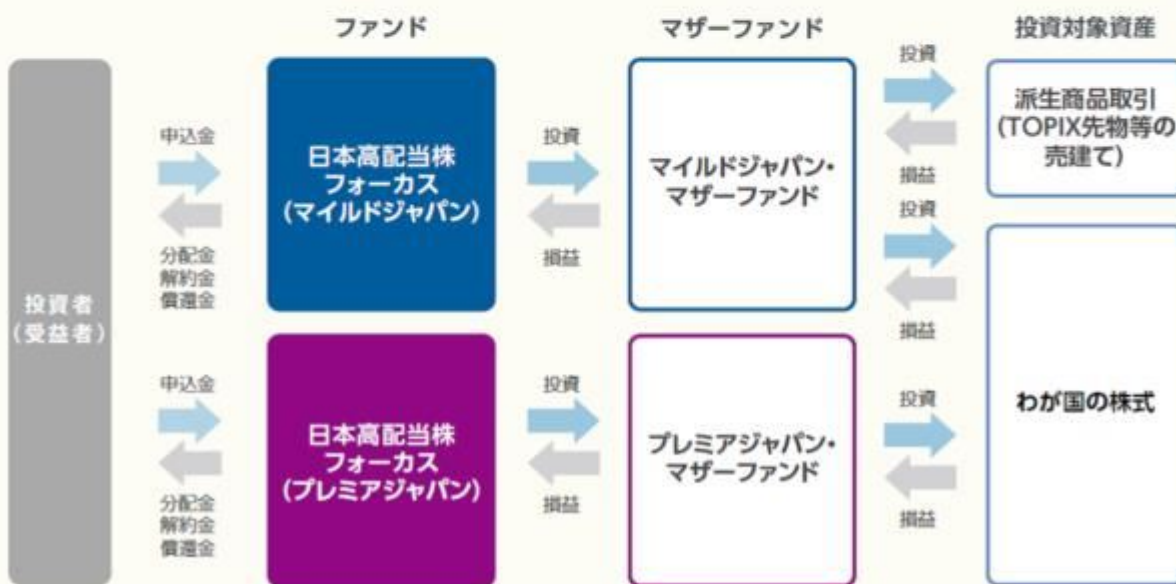 ファンド
マザーファンド
投資対象資産
投資者
(受益者)
申込金
分配金
解約金
償還金
日本高配当株
フォーカス
(マイルドジャパン)
投資
損益
マイルドジャパン・
マザーファンド
投資
損益
派生商品取引
(TOPIX先物等の
売建て)
投資
損益
申込金
分配金
解約金
償還金
日本高配当株
フォーカス
(プレミアジャパン)
投資
損益
プレミアジャパン・
マザーファンド
投資
損益
わが国の株式